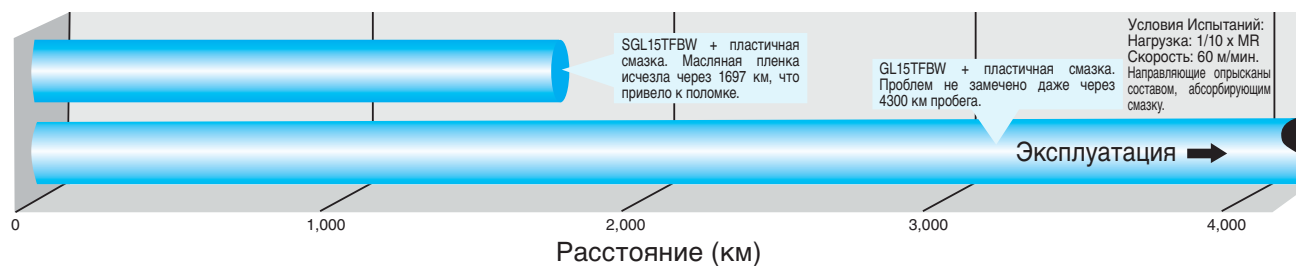 SGL15TFBW + пластичная
смазка. Масляная пленка
исчезла через 1697 км, что
привело к поломке.
GL15TFBW + пластичная смазка.
Проблем не замечено даже через
4300 км пробега.
Условия Испытаний:
Нагрузка: 1/10 x MR
Скорость: 60 м/мин.
Направляющие опрысканы
составом, абсорбирующим
смазку.
Эксплуатация
0
1,000
2,000
3,000
4,000
Расстояние (км)